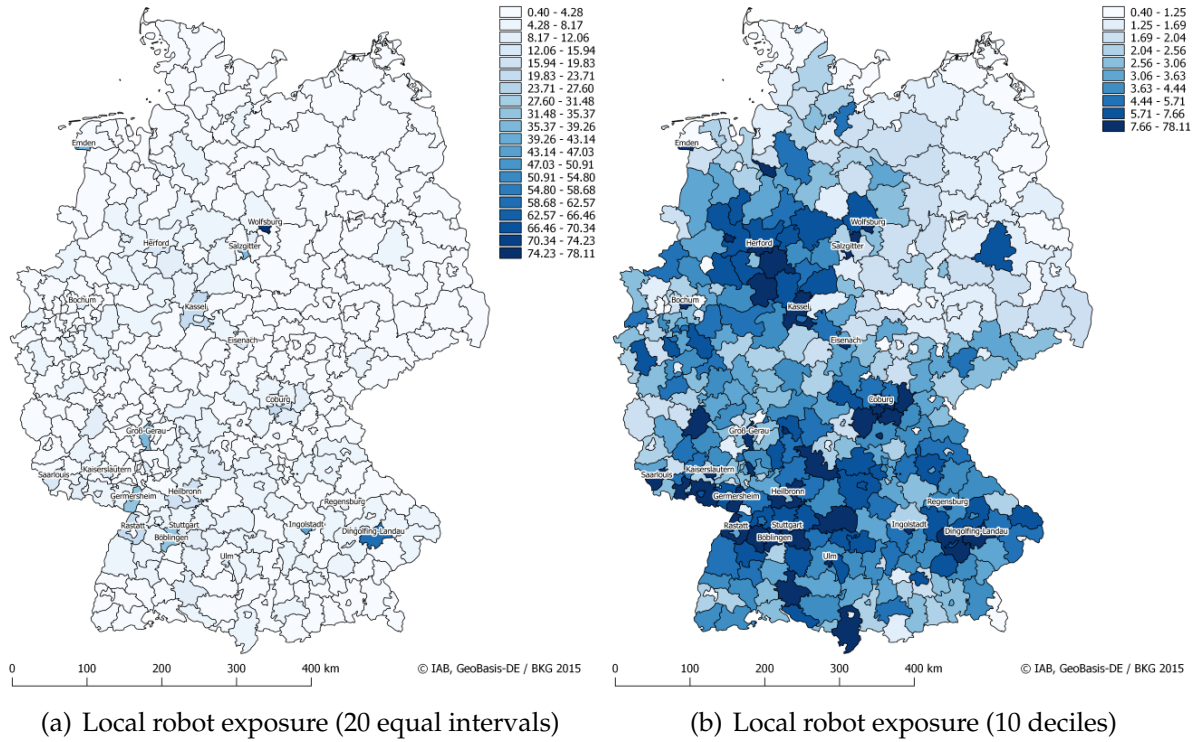 0.40 - 4.28
4.28 - 8.17
8.17 - 12.06
12.06 - 15.94
15.94 - 19.83
19.83 - 23.71
23.71 - 27.60
27.60 - 31.48
31.48 - 35.37
35.37 - 39.26
39.26 - 43.14
43.14 - 47.03
47.03 - 50.91
50.91 - 54.80
54.80 - 58.68
58.68 - 62.57
62.57 - 66.46
66.46 - 70.34
70.34 - 74.23
74.23 - 78.11
Emden
Wolfsburg
Herford
Salzgitter
Bochum
Kassel
Eisenach
Coburg
Groß-Gerau
Saarlouis
Kaiserslautern
Germersheim
Heilbronn
Regensburg
Rastatt
Stuttgart
Ingolstadt
Dingolfing-Landau
Böblingen
Ulm
0 100 200 300 400 km
© IAB, GeoBasis-DE / BKG 2015
(a) Local robot exposure (20 equal intervals)
0.40 - 1.25
1.25 - 1.69
1.69 - 2.04
2.04 - 2.56
2.56 - 3.06
3.06 - 3.63
3.63 - 4.44
4.44 - 5.71
5.71 - 7.66
7.66 - 78.11
Emden
Wolfsburg
Herford
Salzgitter
Bochum
Kassel
Eisenach
Coburg
Groß-Gerau
Saarlouis
Kaiserslautern
Germersheim
Heilbronn
Regensburg
Rastatt
Stuttgart
Ingolstadt
Dingolfing-Landau
Böblingen
Ulm
0 100 200 300 400 km
© IAB, GeoBasis-DE / BKG 2015
(b) Local robot exposure (10 deciles)